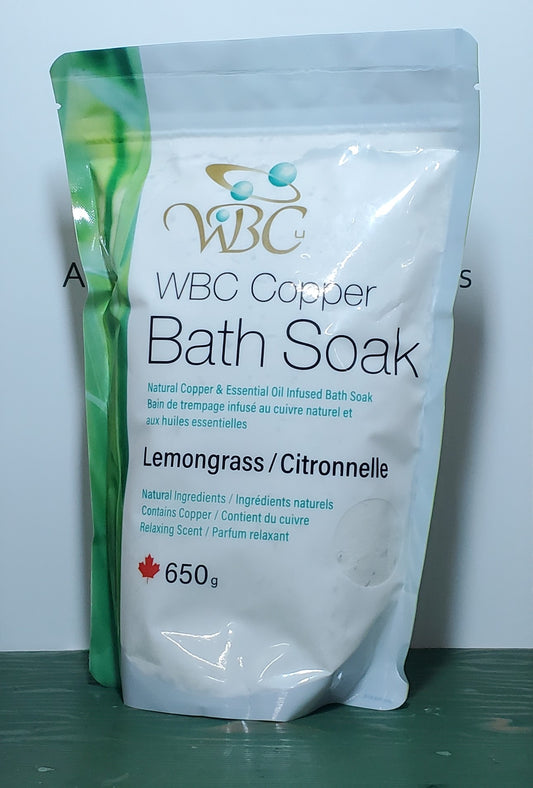 WBC
WBC Copper
Bath Soak
Natural Copper & Essential Oil Infused Bath Soak
Bain de trempage infusé au cuivre naturel et
aux huiles essentielles
Lemongrass / Citronnelle
Natural Ingredients / Ingrédients naturels
Contains Copper / Contient du cuivre
Relaxing Scent / Parfum relaxant
650g
A
s